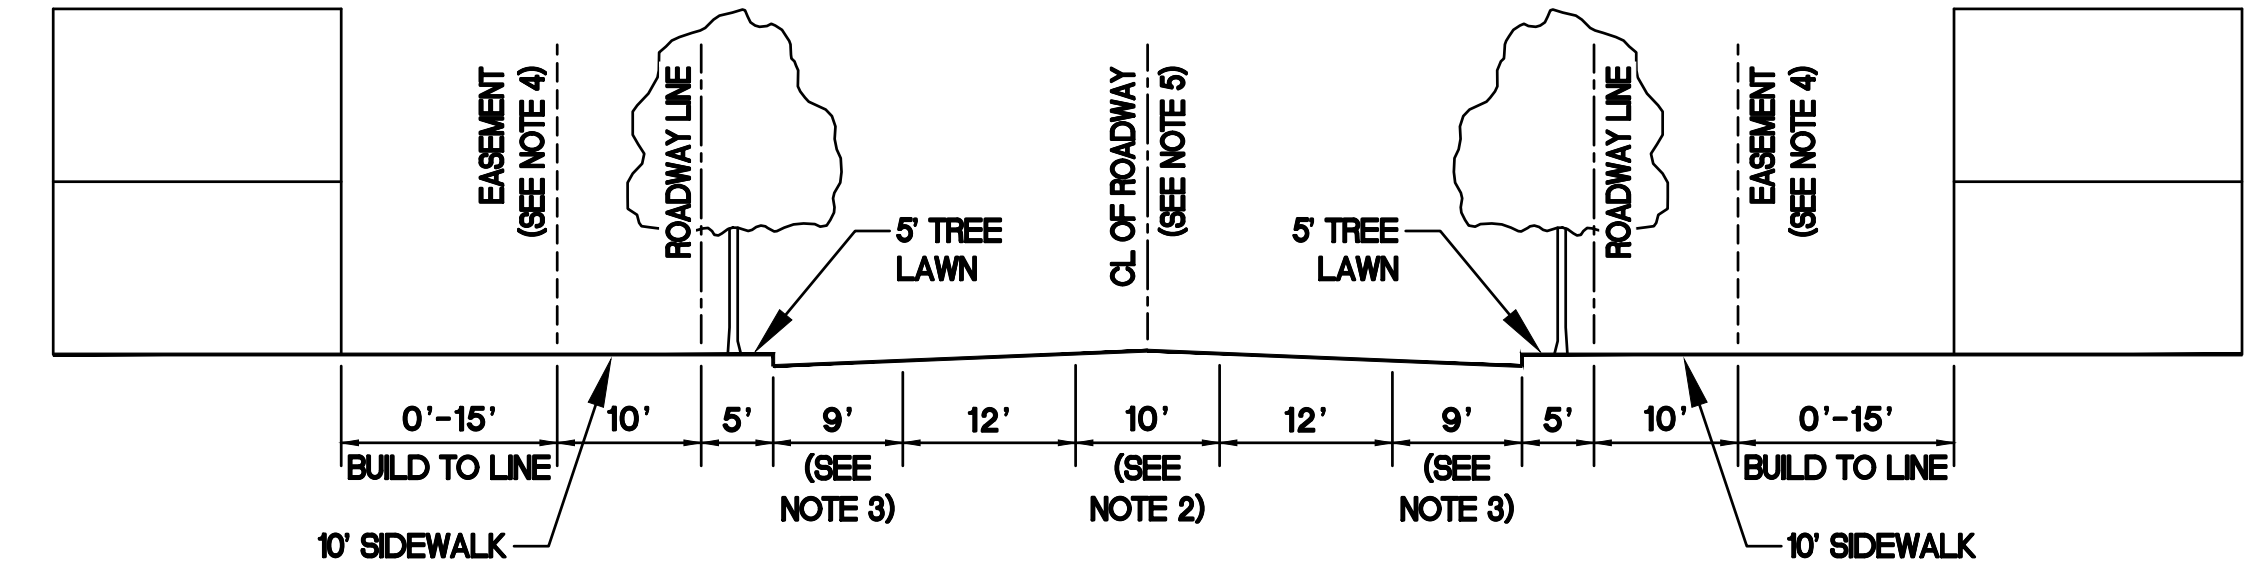 EASEMENT
(SEE NOTE 4)
ROADWAY LINE
5' TREE
LAWN
CL OF ROADWAY
(SEE NOTE 5)
5' TREE
LAWN
ROADWAY LINE
EASEMENT
(SEE NOTE 4)
0'-15'
10'
5'
9'
12'
10'
12'
9'
5'
10'
0'-15'
BUILD TO LINE
(SEE
NOTE 3)
(SEE
NOTE 2)
(SEE
NOTE 3)
BUILD TO LINE
10' SIDEWALK
10' SIDEWALK